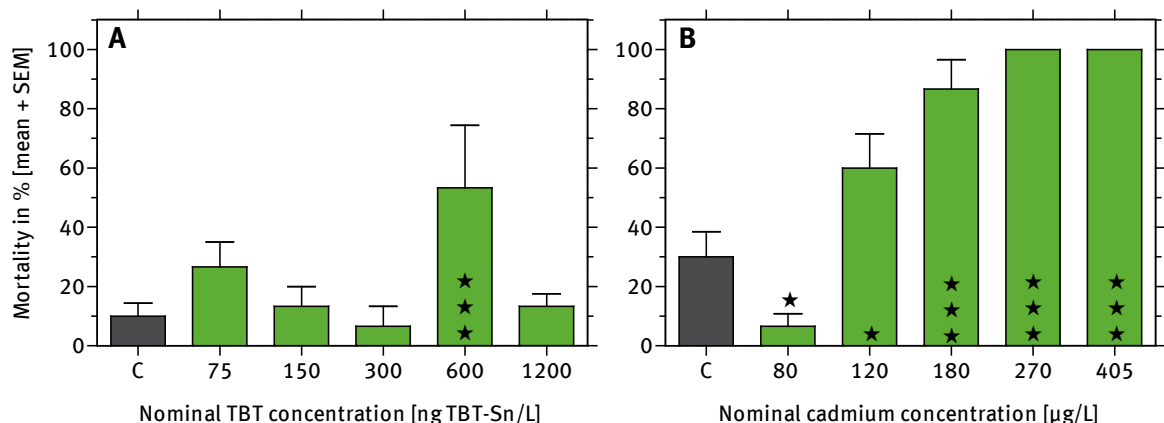 A
B
Mortality in % [mean + SEM]
100
80
60
40
20
0
C 75 150 300 600 1200
Nominal TBT concentration [ng TBT-Sn/L]
100
80
60
40
20
0
C 80 120 180 270 405
Nominal cadmium concentration [µg/L]